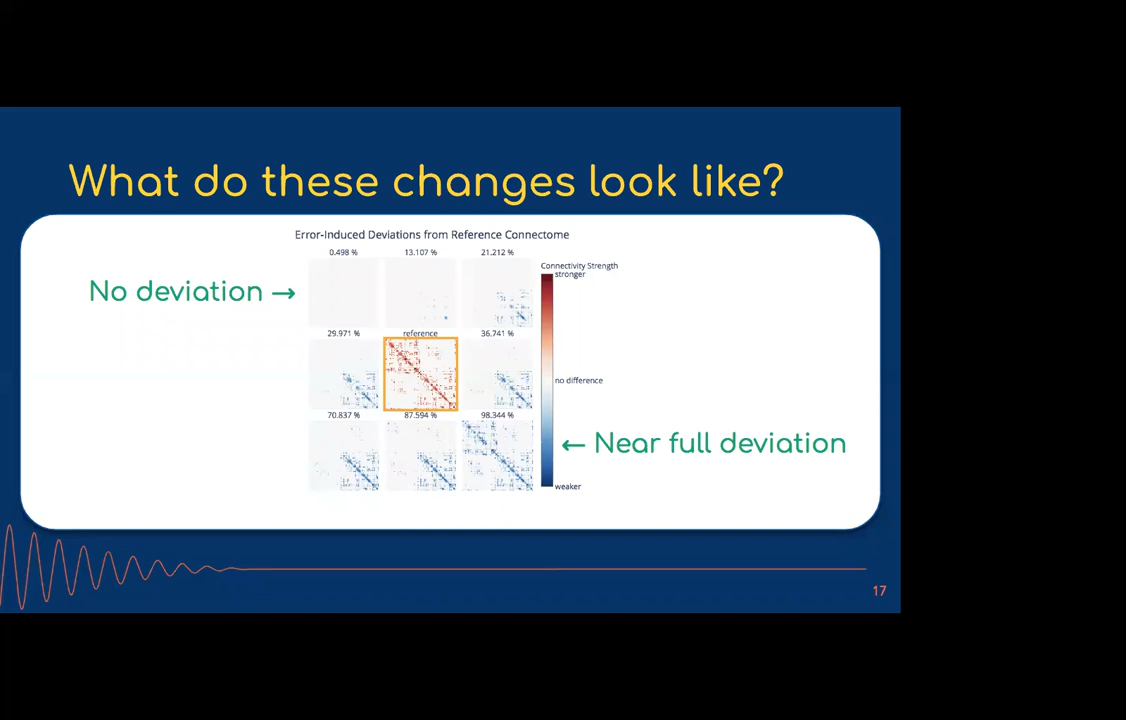 What do these changes look like?
Error-Induced Deviations from Reference Connectome
0.498 %
13.107 %
21.212 %
Connectivity Strength
stronger
No deviation →
29.971 %
reference
36.741 %
no difference
70.837 %
87.594 %
98.344 %
← Near full deviation
weaker
17